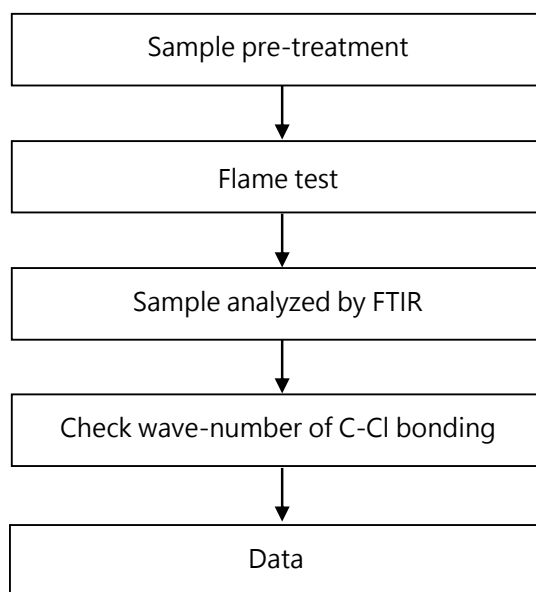 Sample pre-treatment
Flame test
Sample analyzed by FTIR
Check wave-number of C-Cl bonding
Data